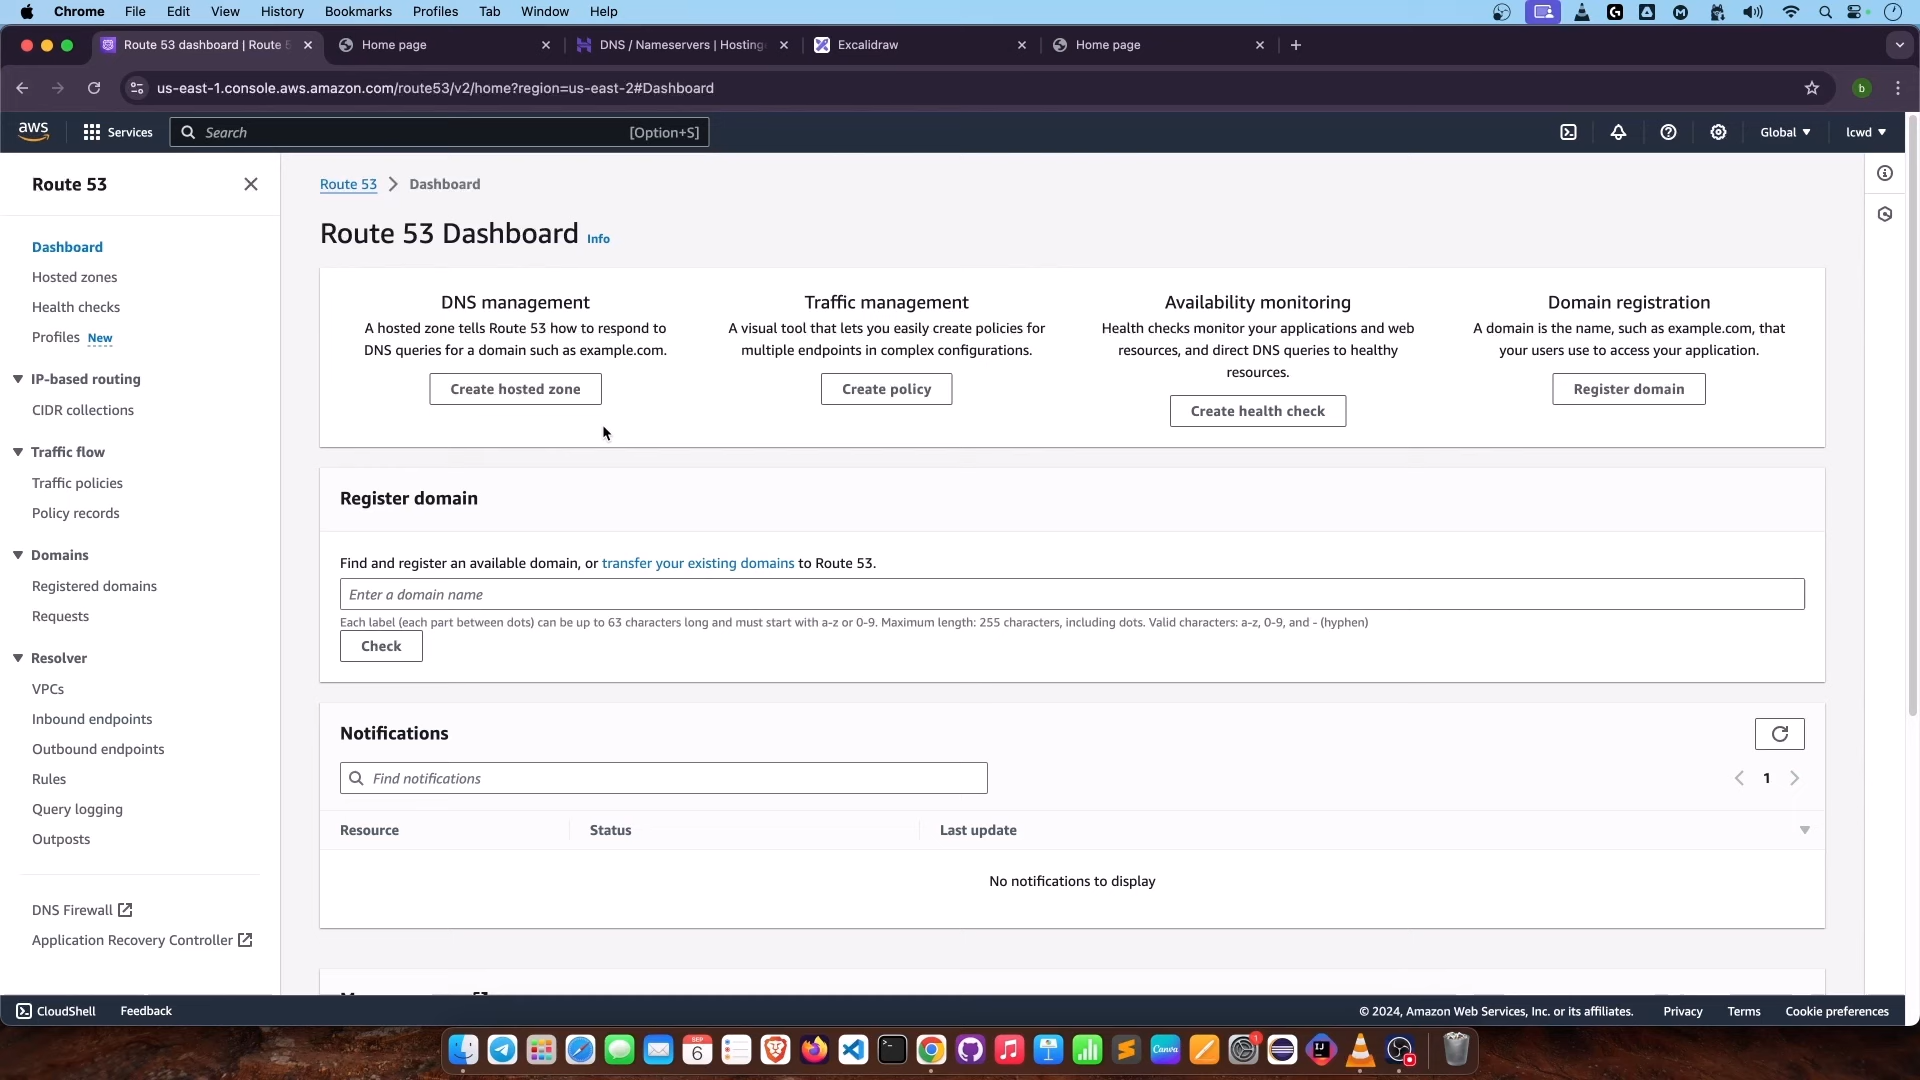 Chrome File Edit View History Bookmarks Profiles Tab Window Help
Route 53 dashboard | Route 5
Home page
DNS / Nameservers | Hosting
Excalidraw
Home page
us-east-1.console.aws.amazon.com/route53/v2/home?region=us-east-2#Dashboard
b
aws
Services
Search
[Option+S]
Global
lcwd
Route 53
Dashboard
Hosted zones
Health checks
Profiles New
IP-based routing
CIDR collections
Traffic flow
Traffic policies
Policy records
Domains
Registered domains
Requests
Resolver
VPCs
Inbound endpoints
Outbound endpoints
Rules
Query logging
Outposts
DNS Firewall
Application Recovery Controller
Route 53 > Dashboard
Route 53 Dashboard Info
DNS management
A hosted zone tells Route 53 how to respond to
DNS queries for a domain such as example.com.
Create hosted zone
Traffic management
A visual tool that lets you easily create policies for
multiple endpoints in complex configurations.
Create policy
Availability monitoring
Health checks monitor your applications and web
resources, and direct DNS queries to healthy
resources.
Create health check
Domain registration
A domain is the name, such as example.com, that
your users use to access your application.
Register domain
Register domain
Find and register an available domain, or transfer your existing domains to Route 53.
Enter a domain name
Each label (each part between dots) can be up to 63 characters long and must start with a-z or 0-9. Maximum length: 255 characters, including dots. Valid characters: a-z, 0-9, and - (hyphen)
Check
Notifications
Find notifications
1
Resource
Status
Last update
No notifications to display
CloudShell
Feedback
© 2024, Amazon Web Services, Inc. or its affiliates.
Privacy
Terms
Cookie preferences
SEP
6
Canva
1
IJ